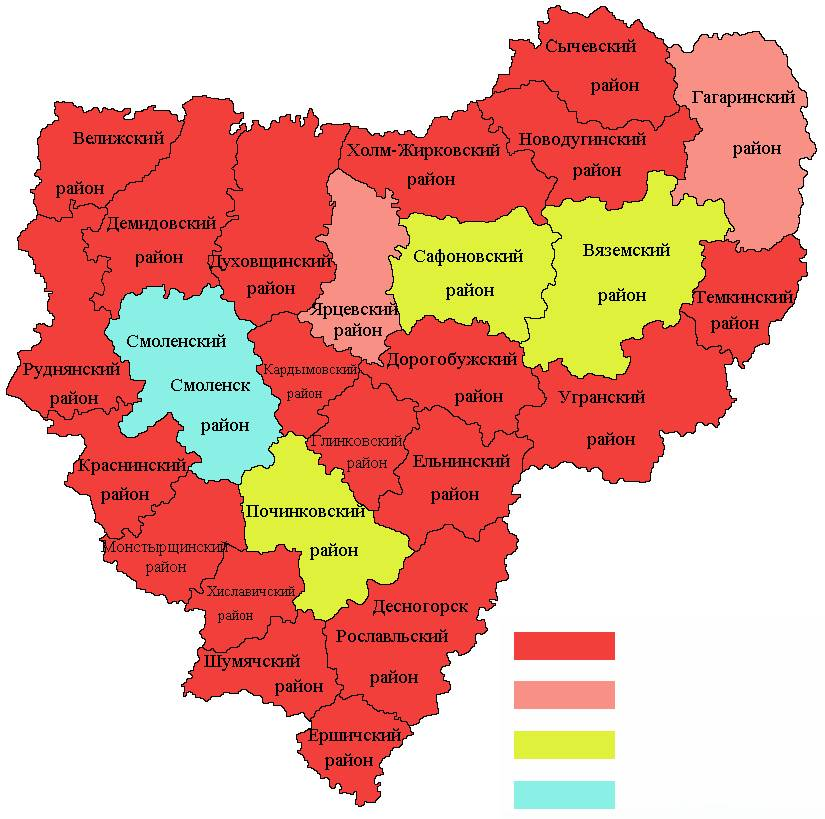 Сычевский
район
Гагаринский
район
Велижский
район
Новодугинский
район
Холм-Жирковский
район
Демидовский
район
Духовщинский
район
Сафоновский
район
Вяземский
район
Ярцевский
район
Темкинский
район
Смоленский
Смоленск
район
Руднянский
район
Кардымовский
район
Дорогобужский
район
Угранский
район
Глинковский
район
Ельнинский
район
Краснинский
район
Починковский
район
Монстырщинский
район
Хиславичский
район
Десногорск
Рославльский
район
Шумячский
район
Ершичский
район